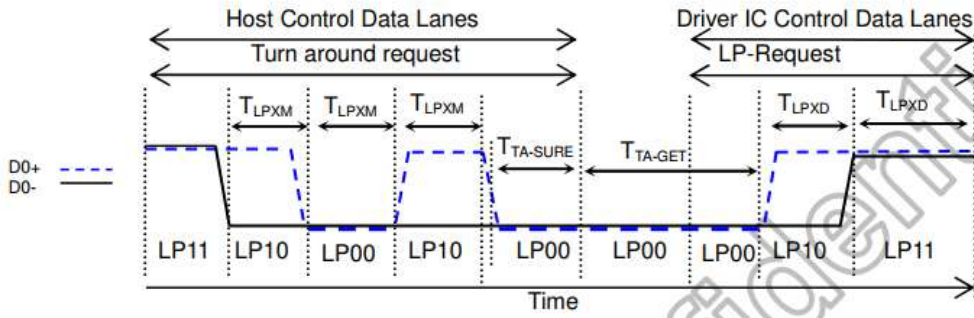 Host Control Data Lanes
Driver IC Control Data Lanes
Turn around request
LP-Request
TLPXM TLPXM TLPXM TLPXD TLPXD
TTA-SURE TTA-GET
D0+
D0-
LP11 LP10 LP00 LP10 LP00 LP00 LP00 LP10 LP11
Time